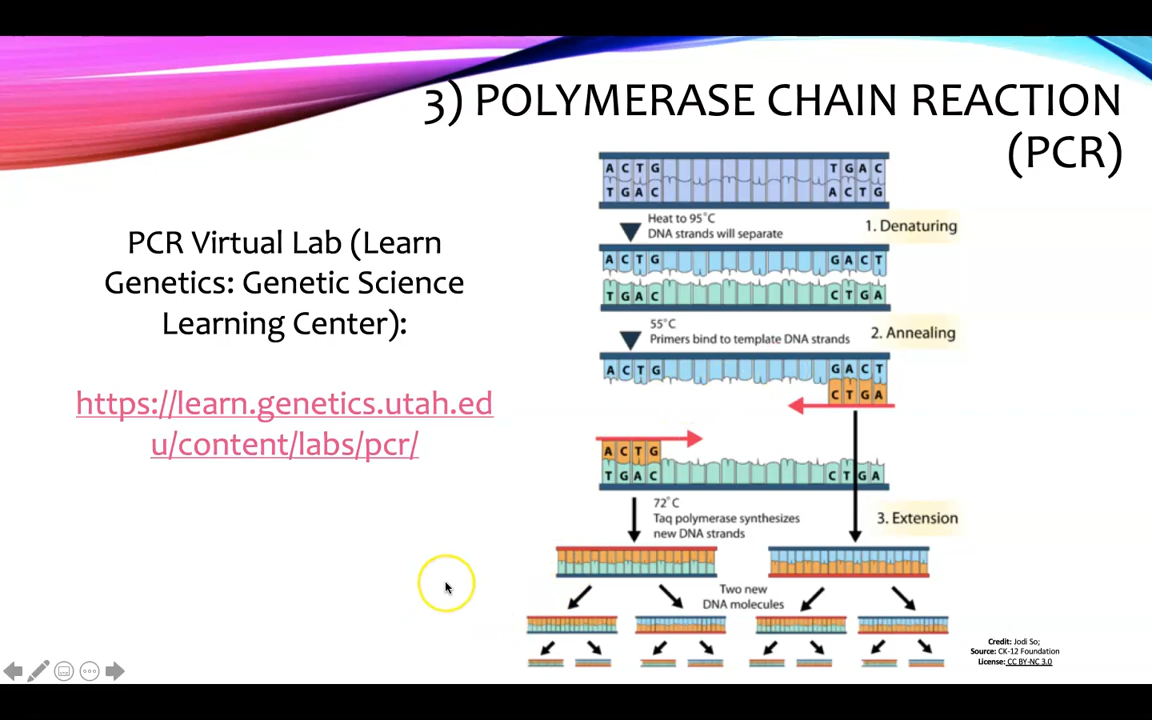 3) POLYMERASE CHAIN REACTION
(PCR)
PCR Virtual Lab (Learn
Genetics: Genetic Science
Learning Center):
https://learn.genetics.utah.ed
u/content/labs/pcr/
A C T G T G A C
T G A C A C T G
Heat to 95°C
DNA strands will separate
1. Denaturing
A C T G G A C T
T G A C C T G A
55°C
Primers bind to template DNA strands
2. Annealing
A C T G G A C T
C T G A
A C T G
T G A C C T G A
72°C
Taq polymerase synthesizes
new DNA strands
3. Extension
Two new
DNA molecules
Credit: Jodi So;
Source: CK-12 Foundation
License: CC BY-NC 3.0